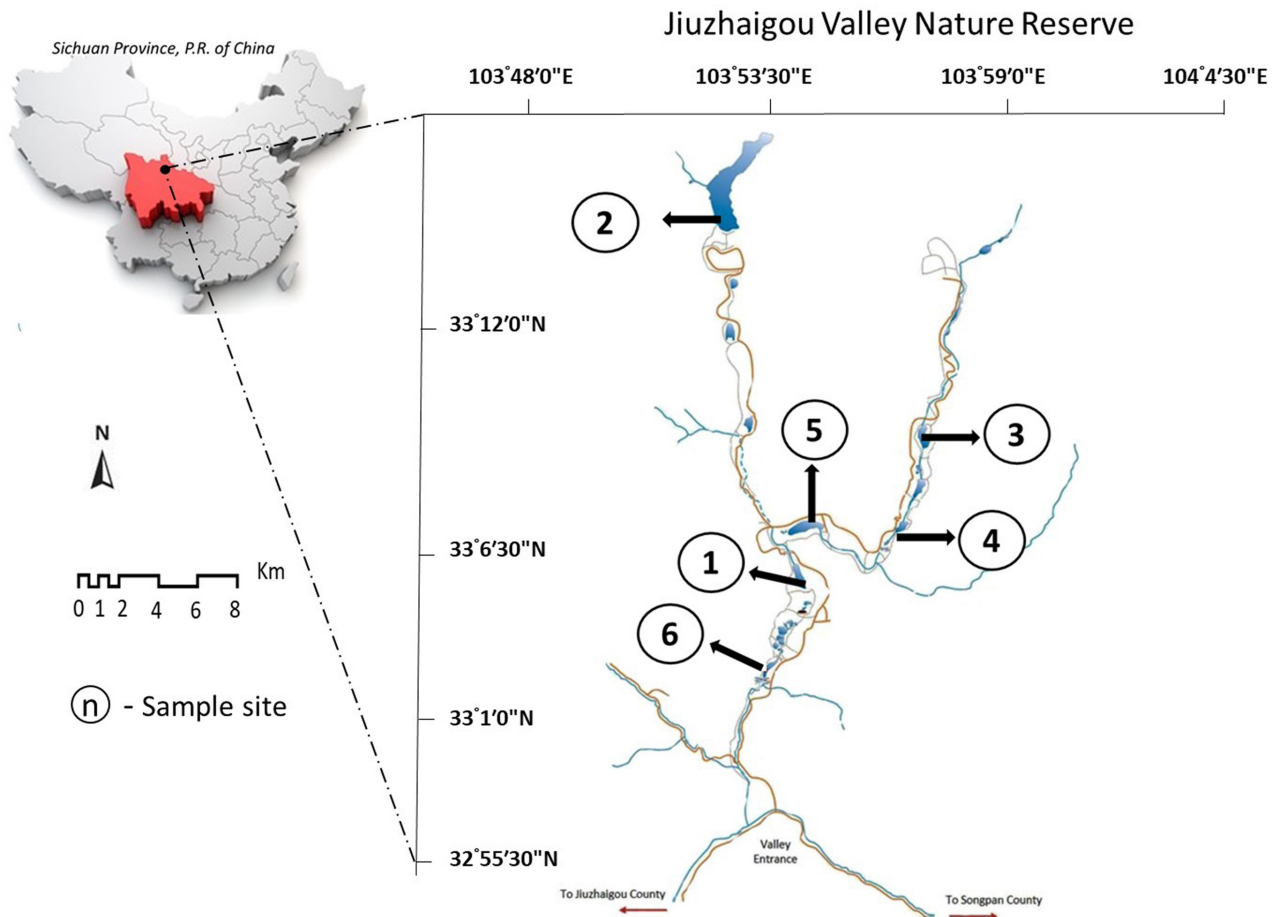 Jiuzhaigou Valley Nature Reserve
Sichuan Province, P.R. of China
103°48′0"E 103°53′30"E 103°59′0"E 104°4′30"E
2
33°12′0"N
5
3
N
4
33°6′30"N
1
Km
0 1 2 4 6 8
6
n - Sample site
33°1′0"N
Valley
Entrance
32°55′30"N
To Jiuzhaigou County
To Songpan County